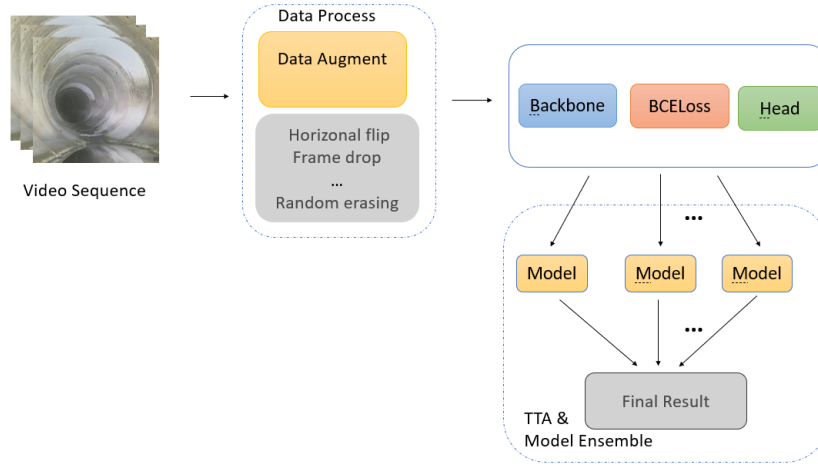 Data Process
Data Augment
Horizonal flip
Frame drop
...
Random erasing
Video Sequence
Backbone
BCELoss
Head
...
Model
Model
Model
...
Final Result
TTA &
Model Ensemble